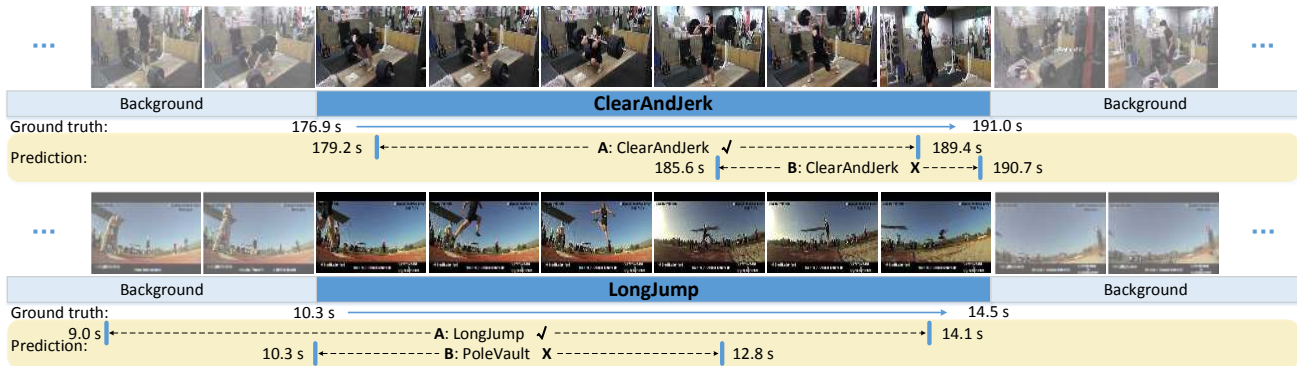 Background ClearAndJerk Background
Ground truth: 176.9 s 191.0 s
Prediction: 179.2 s A: ClearAndJerk √ 189.4 s
185.6 s B: ClearAndJerk X 190.7 s
Background LongJump Background
Ground truth: 10.3 s 14.5 s
Prediction: 9.0 s A: LongJump √ 14.1 s
10.3 s B: PoleVault X 12.8 s